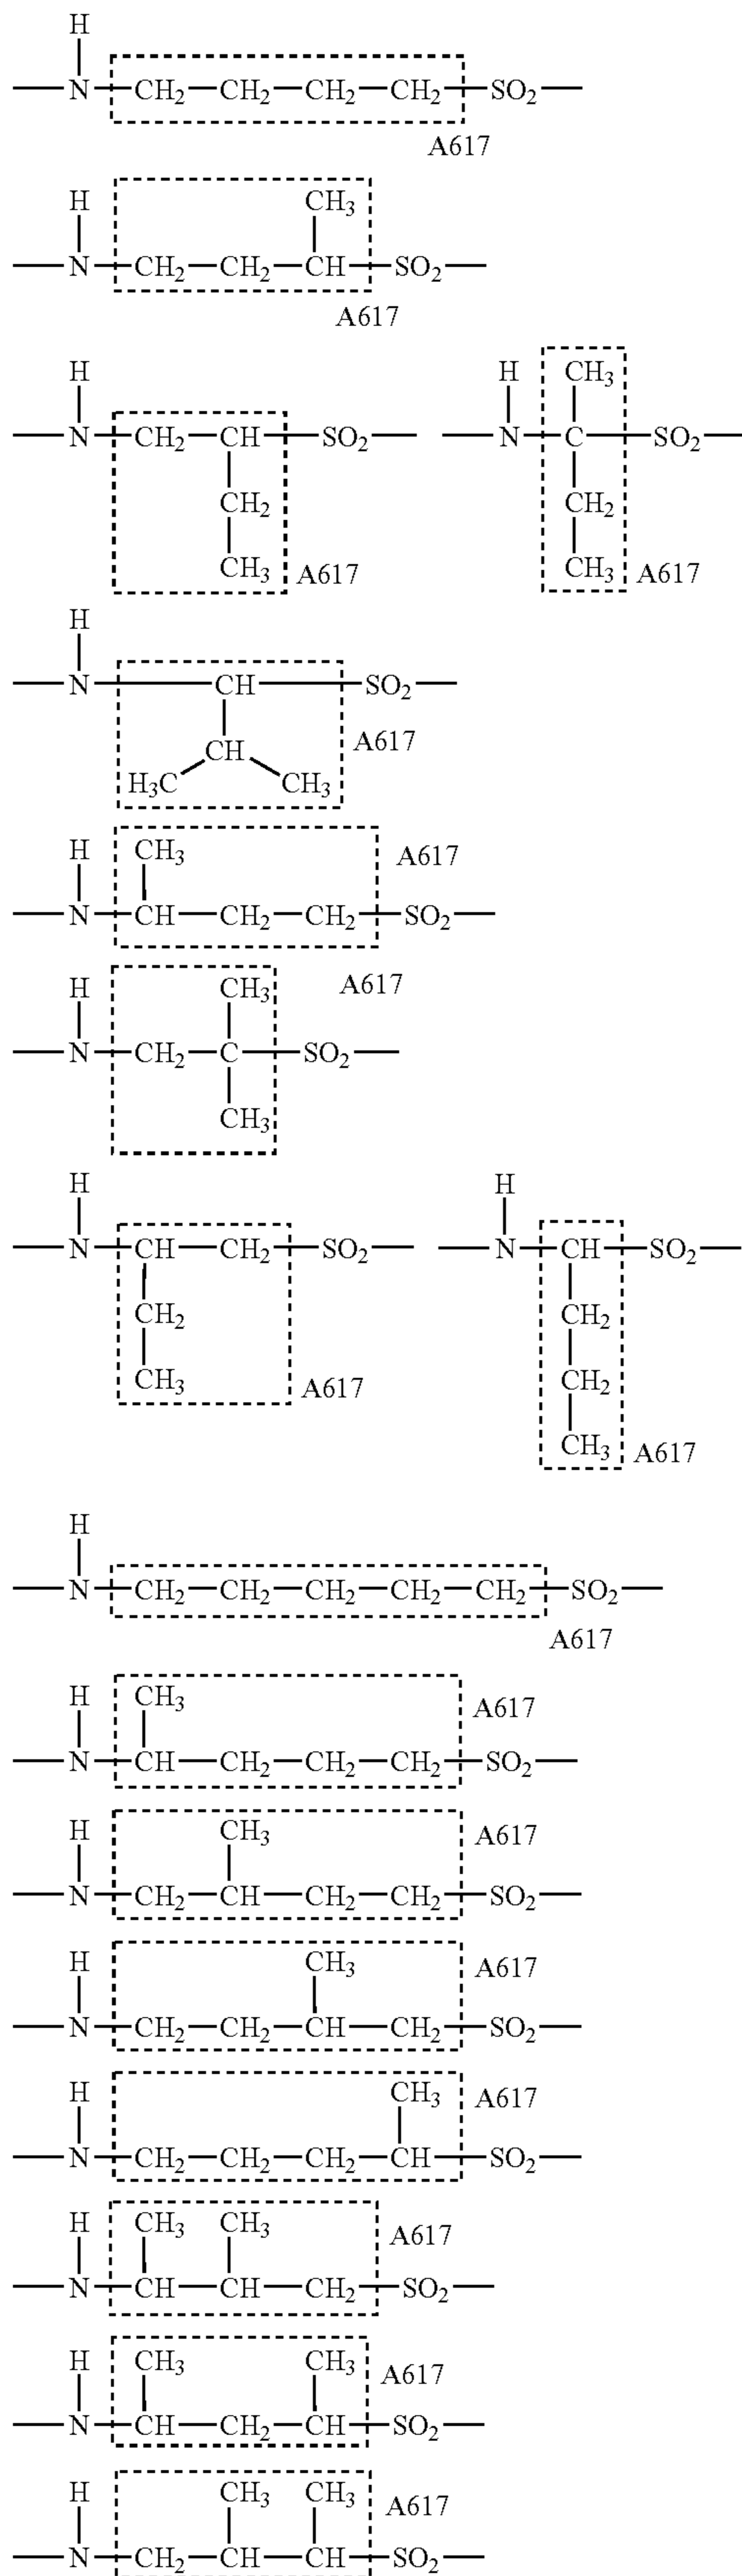 H
—N—CH₂—CH₂—CH₂—CH₂—SO₂—
A617
H CH₃
—N—CH₂—CH₂—CH—SO₂—
A617
H H CH₃
—N—CH₂—CH—SO₂— —N—C—SO₂—
CH₂ CH₂
CH₃ A617 CH₃ A617
H
—N—CH—SO₂—
CH A617
H₃C CH₃
H CH₃ A617
—N—CH—CH₂—CH₂—SO₂—
H CH₃ A617
—N—CH₂—C—SO₂—
CH₃
H H
—N—CH—CH₂—SO₂— —N—CH—SO₂—
CH₂ CH₂
CH₃ A617 CH₂
CH₃ A617
H
—N—CH₂—CH₂—CH₂—CH₂—CH₂—SO₂—
A617
H CH₃ A617
—N—CH—CH₂—CH₂—CH₂—SO₂—
H CH₃ A617
—N—CH₂—CH—CH₂—CH₂—SO₂—
H CH₃ A617
—N—CH₂—CH₂—CH—CH₂—SO₂—
H CH₃ A617
—N—CH₂—CH₂—CH₂—CH—SO₂—
H CH₃ CH₃ A617
—N—CH—CH—CH₂—SO₂—
H CH₃ CH₃ A617
—N—CH—CH₂—CH—SO₂—
H CH₃ CH₃ A617
—N—CH₂—CH—CH—SO₂—